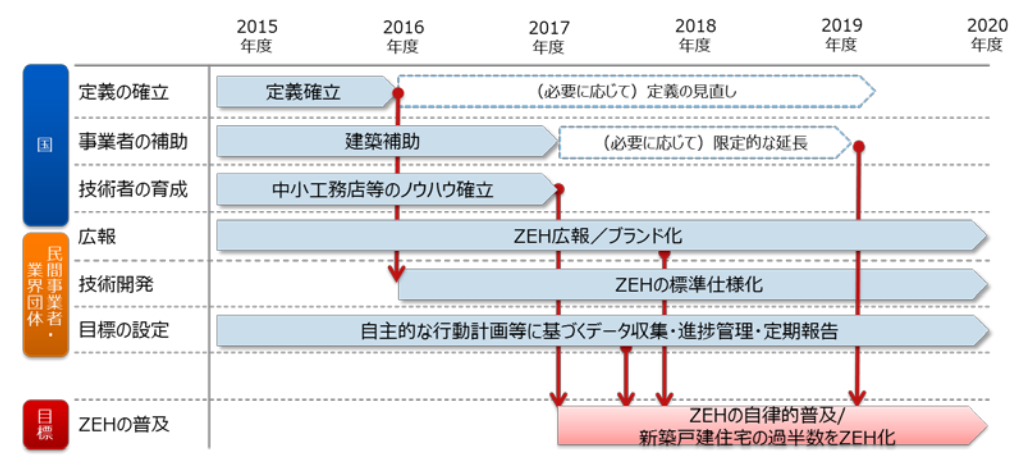 2015
年度
2016
年度
2017
年度
2018
年度
2019
年度
2020
年度
国
定義の確立
定義確立
(必要に応じて) 定義の見直し
事業者の補助
建築補助
(必要に応じて) 限定的な延長
技術者の育成
中小工務店等のノウハウ確立
広報
ZEH広報／ブランド化
民間事業者・
業界団体
技術開発
ZEHの標準仕様化
目標の設定
自主的な行動計画等に基づくデータ収集・進捗管理・定期報告
目標
ZEHの普及
ZEHの自律的普及/
新築戸建住宅の過半数をZEH化